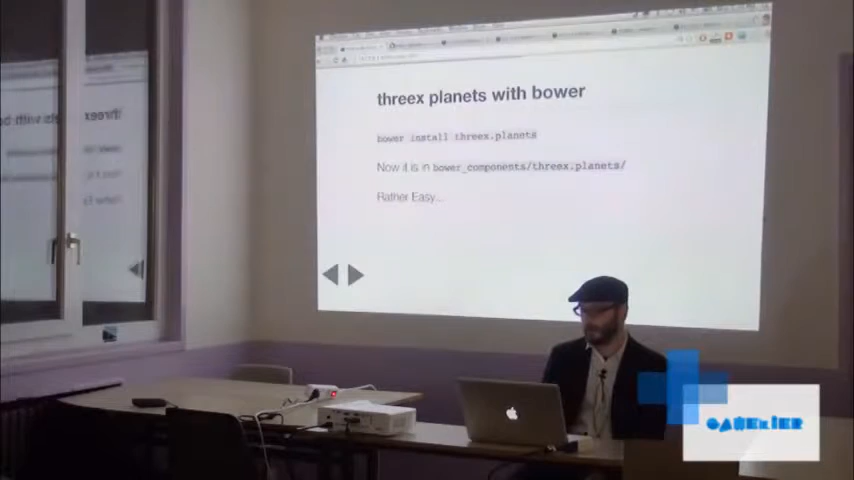 threex planets with bower
bower install threex.planets
Now it is in bower_components/threex.planets/
Rather Easy...